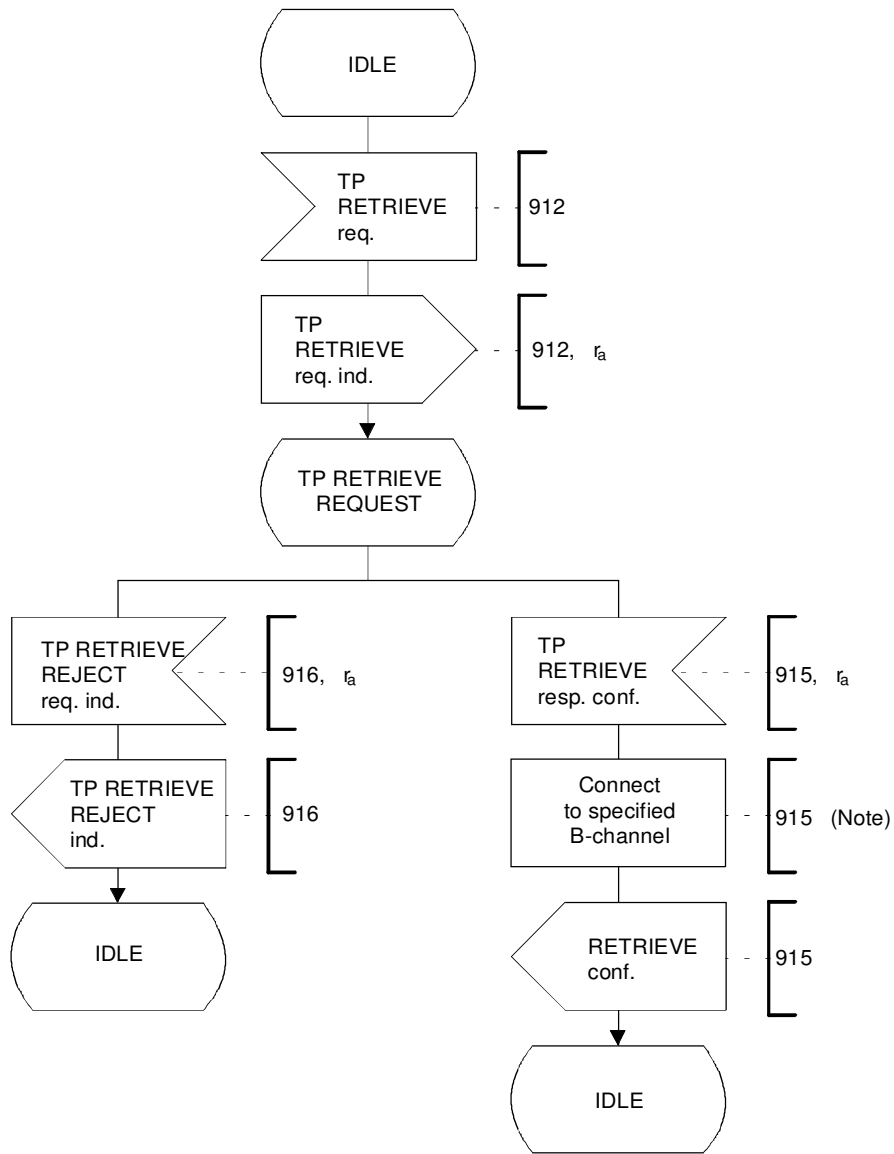 IDLE
TP
RETRIEVE
req.
912
TP
RETRIEVE
req. ind.
912, ra
TP RETRIEVE
REQUEST
TP RETRIEVE
REJECT
req. ind.
916, ra
TP
RETRIEVE
resp. conf.
915, ra
TP RETRIEVE
REJECT
ind.
916
Connect
to specified
B-channel
915 (Note)
IDLE
RETRIEVE
conf.
915
IDLE